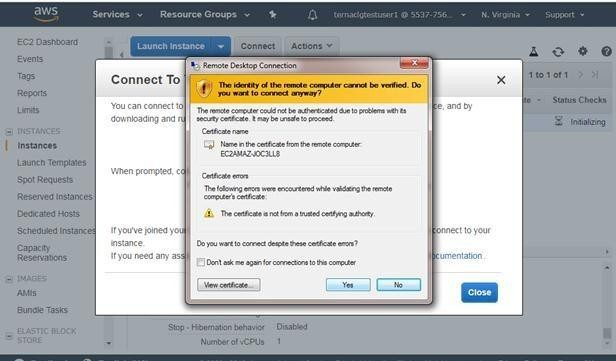 aws
Services
Resource Groups
ternaclgtestuser1 @ 5537-756...
N. Virginia
Support
EC2 Dashboard
Events
Tags
Reports
Limits
INSTANCES
Instances
Launch Templates
Spot Requests
Reserved Instances
Dedicated Hosts
Scheduled Instances
Capacity
Reservations
IMAGES
AMIs
Bundle Tasks
ELASTIC BLOCK
STORE
Launch Instance
Connect
Actions
1 to 1 of 1
Status Checks
Initializing
Connect To
You can connect to
ce, and by
downloading and ru
When prompted, co
If you've joined your
connect to your
instance.
If you need any ass
ocumentation.
Close
Remote Desktop Connection
The identity of the remote computer cannot be verified. Do
you want to connect anyway?
The remote computer could not be authenticated due to problems with its
security certificate. It may be unsafe to proceed.
Certificate name
Name in the certificate from the remote computer:
EC2AMAZ-JOC3LL8
Certificate errors
The following errors were encountered while validating the remote
computer's certificate:
The certificate is not from a trusted certifying authority.
Do you want to connect despite these certificate errors?
Don't ask me again for connections to this computer
View certificate...
Yes
No
Stop - Hibernation behavior
Disabled
Number of vCPUs
1